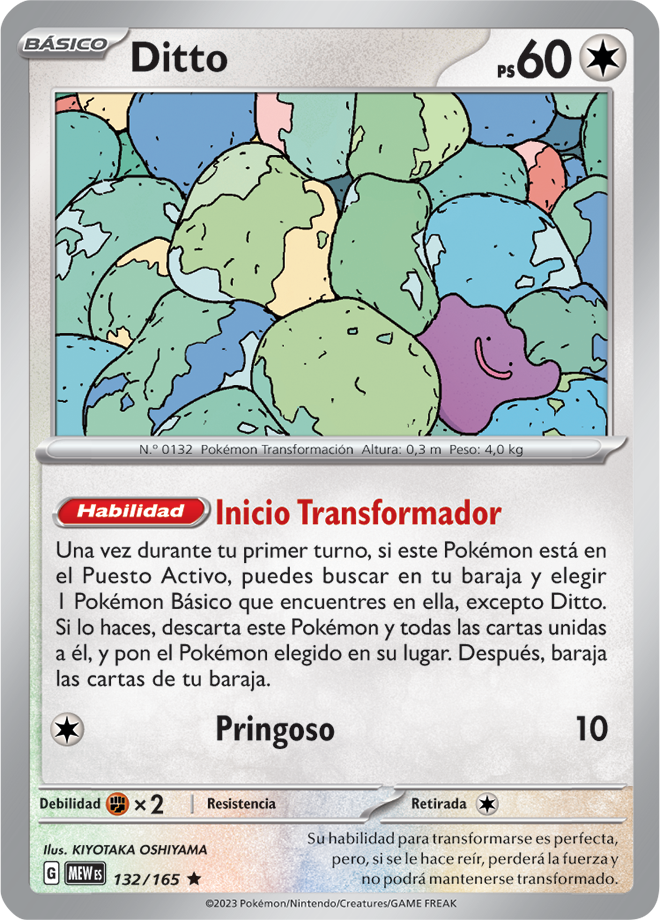 BÁSICO
Ditto
PS 60
N.º 0132 Pokémon Transformación Altura: 0,3 m Peso: 4,0 kg
Habilidad Inicio Transformador
Una vez durante tu primer turno, si este Pokémon está en
el Puesto Activo, puedes buscar en tu baraja y elegir
1 Pokémon Básico que encuentres en ella, excepto Ditto.
Si lo haces, descarta este Pokémon y todas las cartas unidas
a él, y pon el Pokémon elegido en su lugar. Después, baraja
las cartas de tu baraja.
Pringoso 10
Debilidad ×2 Resistencia Retirada
Ilus. KIYOTAKA OSHIYAMA
G MEW ES 132/165 ★
Su habilidad para transformarse es perfecta,
pero, si se le hace reír, perderá la fuerza y
no podrá mantenerse transformado.
©2023 Pokémon/Nintendo/Creatures/GAME FREAK